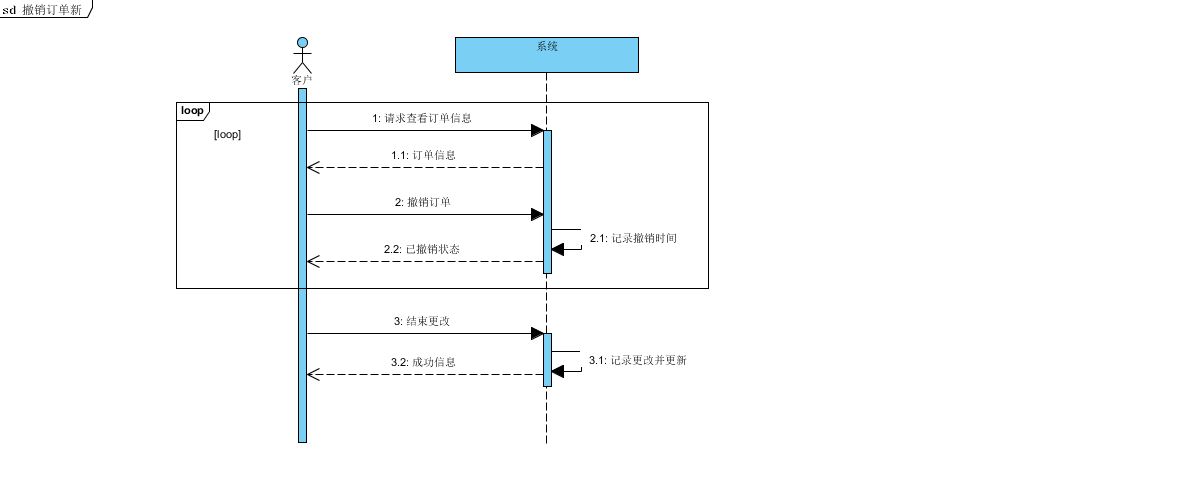 sd 撤销订单新
系统
客户
loop
[loop]
1: 请求查看订单信息
1.1: 订单信息
2: 撤销订单
2.1: 记录撤销时间
2.2: 已撤销状态
3: 结束更改
3.1: 记录更改并更新
3.2: 成功信息